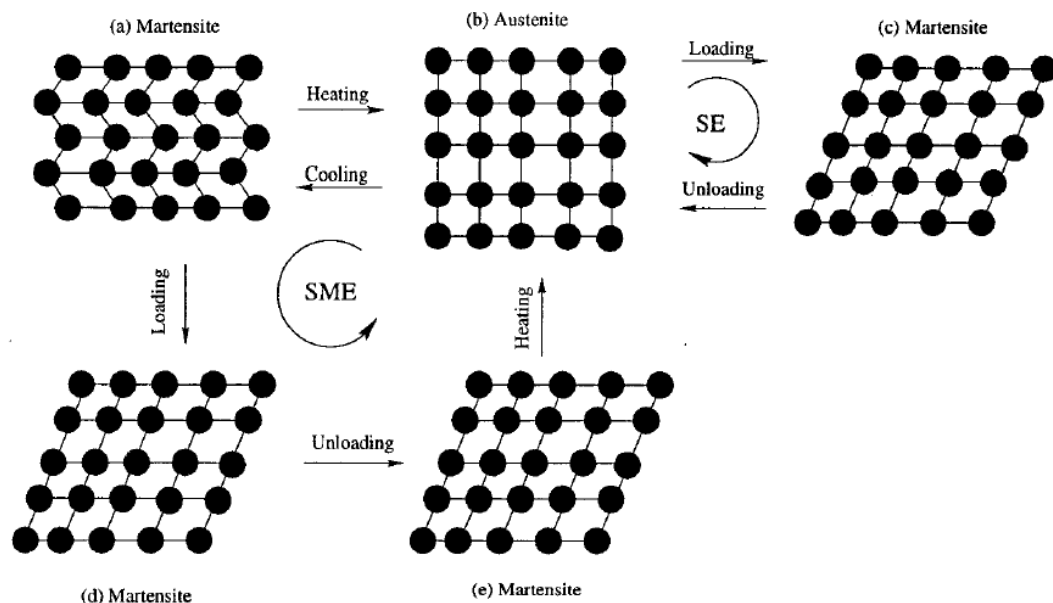 (a) Martensite
(b) Austenite
(c) Martensite
Heating
Cooling
Loading
SE
Unloading
Loading
SME
Heating
Unloading
(d) Martensite
(e) Martensite